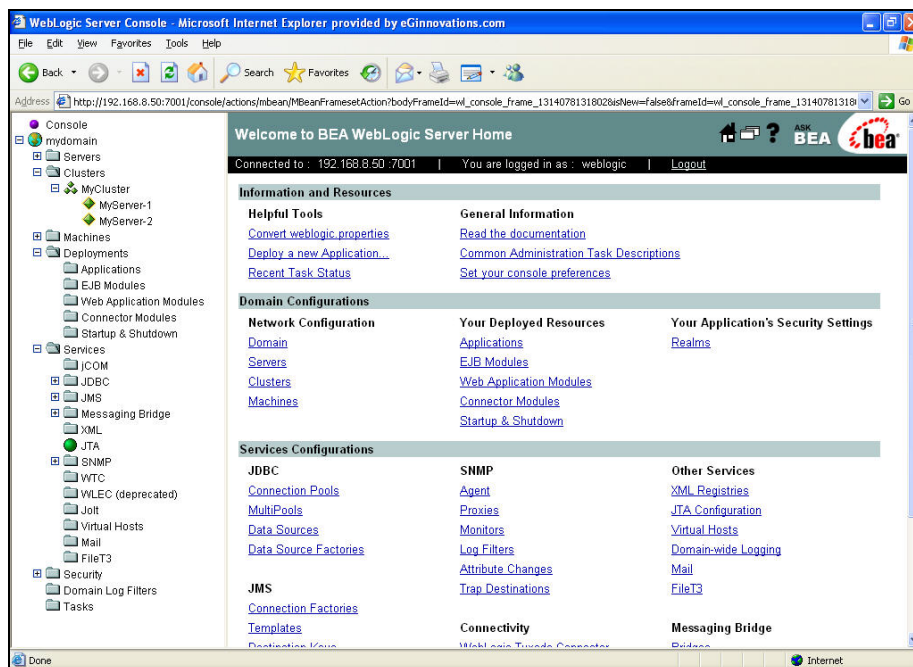 WebLogic Server Console - Microsoft Internet Explorer provided by eGinnovations.com
File Edit View Favorites Tools Help
Back Search Favorites
Address http://192.168.8.50:7001/console/actions/mbean/MBeanFramesetAction?bodyFrameId=wl_console_frame_1314078131802&isNew=false&frameId=wl_console_frame_13140781318 Go
Console
mydomain
Servers
Clusters
MyCluster
MyServer-1
MyServer-2
Machines
Deployments
Applications
EJB Modules
Web Application Modules
Connector Modules
Startup & Shutdown
Services
jCOM
JDBC
JMS
Messaging Bridge
XML
JTA
SNMP
WTC
WLEC (deprecated)
Jolt
Virtual Hosts
Mail
FileT3
Security
Domain Log Filters
Tasks
Welcome to BEA WebLogic Server Home
? ASK BEA bea
Connected to : 192.168.8.50 :7001 | You are logged in as : weblogic | Logout
Information and Resources
Helpful Tools General Information
Convert weblogic.properties Read the documentation
Deploy a new Application... Common Administration Task Descriptions
Recent Task Status Set your console preferences
Domain Configurations
Network Configuration Your Deployed Resources Your Application's Security Settings
Domain Applications Realms
Servers EJB Modules
Clusters Web Application Modules
Machines Connector Modules
Startup & Shutdown
Services Configurations
JDBC SNMP Other Services
Connection Pools Agent XML Registries
MultiPools Proxies JTA Configuration
Data Sources Monitors Virtual Hosts
Data Source Factories Log Filters Domain-wide Logging
Attribute Changes Mail
JMS Trap Destinations FileT3
Connection Factories
Templates Connectivity Messaging Bridge
Destination Keys WebLogic Tuxedo Connector Bridges
Done Internet